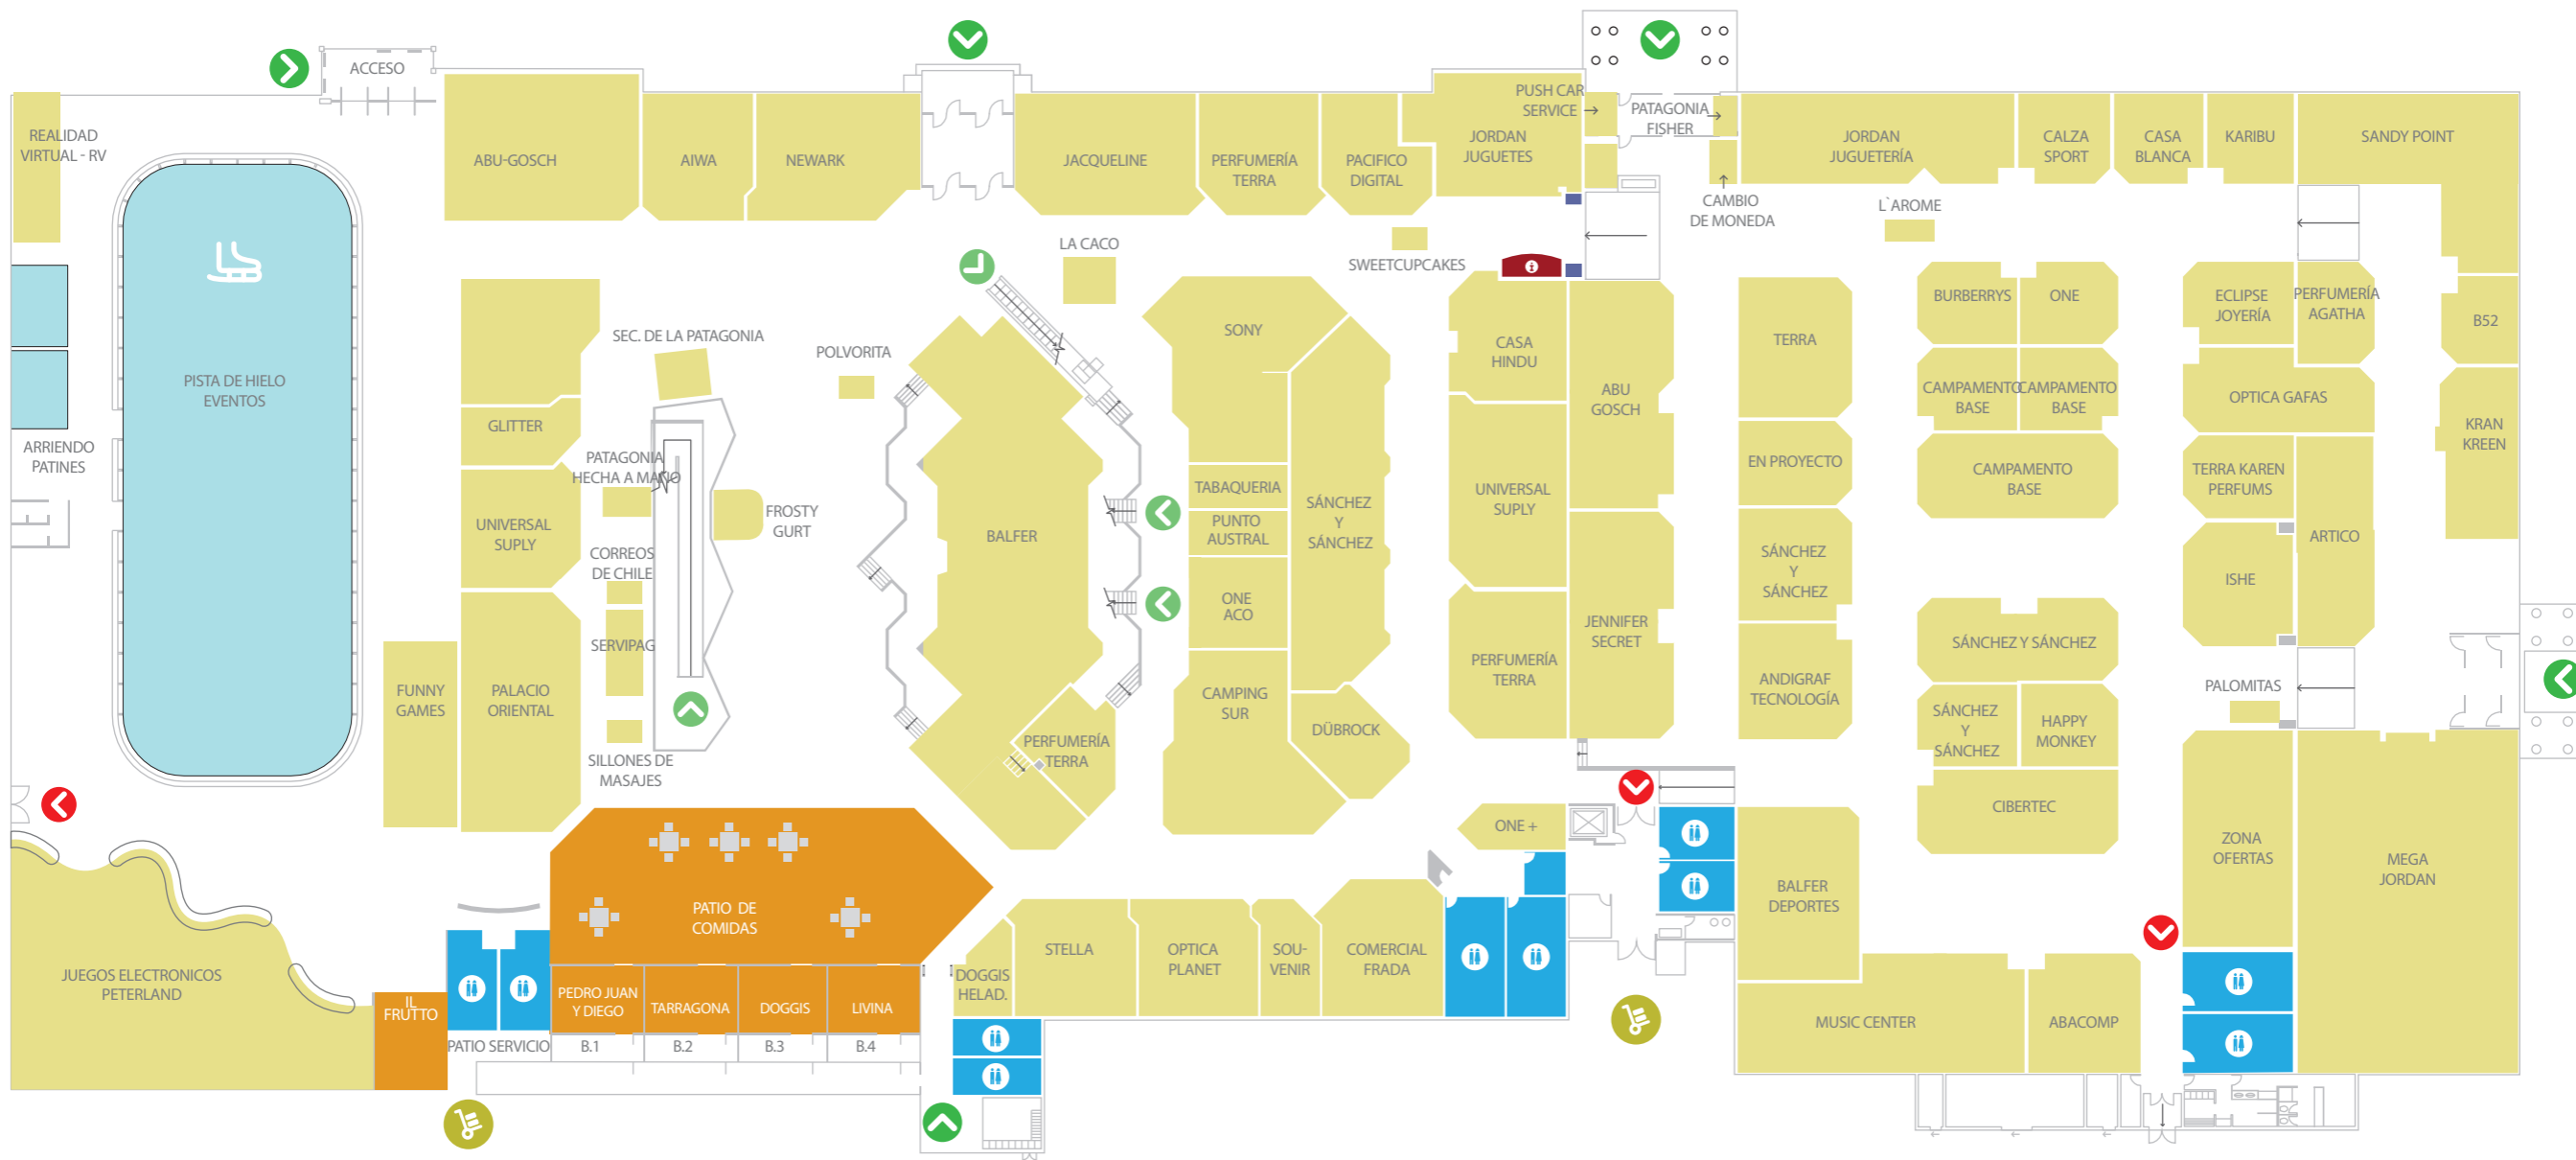 ACCESO
REALIDAD
VIRTUAL - RV
ABU-GOSCH
AIWA
NEWARK
JACQUELINE
PERFUMERÍA
TERRA
PACIFICO
DIGITAL
JORDAN
JUGUETES
PUSH CAR
SERVICE
PATAGONIA
FISHER
CAMBIO
DE MONEDA
JORDAN
JUGUETERÍA
CALZA
SPORT
CASA
BLANCA
KARIBU
SANDY POINT
L`AROME
LA CACO
SWEETCUPCAKES
SEC. DE LA PATAGONIA
POLVORITA
PISTA DE HIELO
EVENTOS
ARRIENDO
PATINES
GLITTER
UNIVERSAL
SUPLY
PATAGONIA
HECHA A MANO
FROSTY
GURT
CORREOS
DE CHILE
SERVIPAG
SILLONES DE
MASAJES
FUNNY
GAMES
PALACIO
ORIENTAL
BALFER
PERFUMERÍA
TERRA
SONY
TABAQUERIA
PUNTO
AUSTRAL
ONE
ACO
CAMPING
SUR
SÁNCHEZ
Y
SÁNCHEZ
DÜBROCK
CASA
HINDU
UNIVERSAL
SUPLY
PERFUMERÍA
TERRA
ABU
GOSCH
JENNIFER
SECRET
ONE +
TERRA
EN PROYECTO
SÁNCHEZ
Y
SÁNCHEZ
ANDIGRAF
TECNOLOGÍA
BURBERRYS
ONE
CAMPAMENTO
BASE
CAMPAMENTO
BASE
CAMPAMENTO
BASE
SÁNCHEZ Y SÁNCHEZ
SÁNCHEZ
Y
SÁNCHEZ
HAPPY
MONKEY
CIBERTEC
ECLIPSE
JOYERÍA
PERFUMERÍA
AGATHA
B52
OPTICA GAFAS
KRAN
KREEN
TERRA KAREN
PERFUMS
ARTICO
ISHE
PALOMITAS
ZONA
OFERTAS
MEGA
JORDAN
BALFER
DEPORTES
MUSIC CENTER
ABACOMP
JUEGOS ELECTRONICOS
PETERLAND
IL
FRUTTO
PATIO DE
COMIDAS
PEDRO JUAN
Y DIEGO
TARRAGONA
DOGGIS
LIVINA
PATIO SERVICIO
B.1
B.2
B.3
B.4
DOGGIS
HELAD.
STELLA
OPTICA
PLANET
SOU-
VENIR
COMERCIAL
FRADA